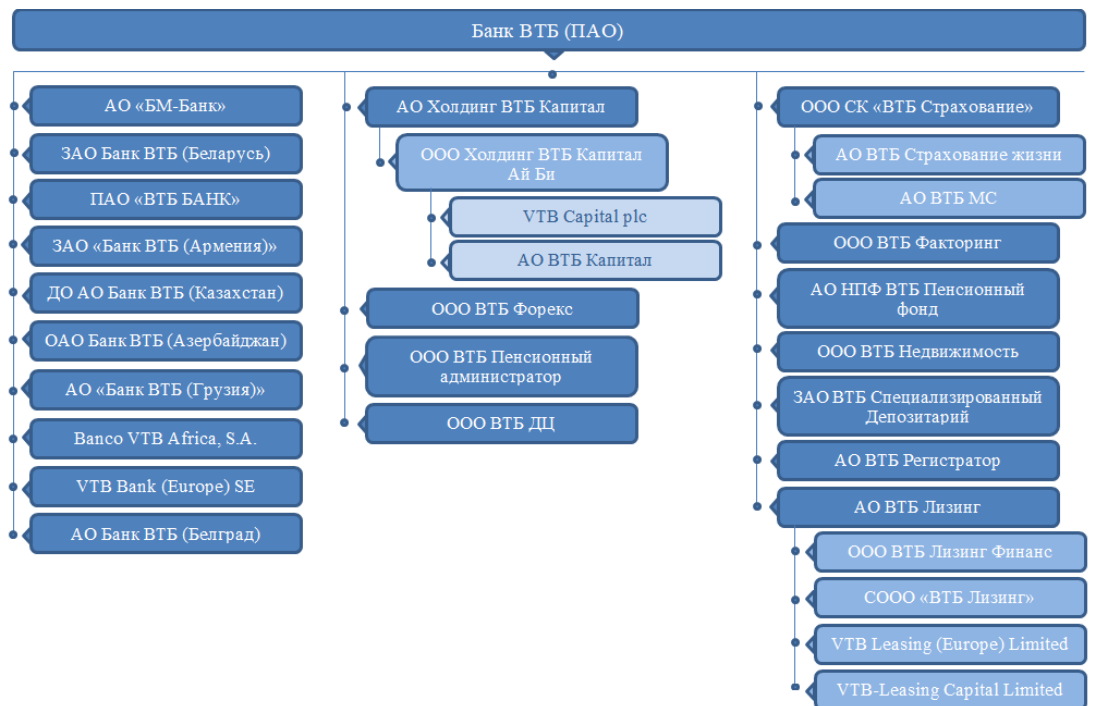 Банк ВТБ (ПАО)
АО «БМ-Банк»
ЗАО Банк ВТБ (Беларусь)
ПАО «ВТБ БАНК»
ЗАО «Банк ВТБ (Армения)»
ДО АО Банк ВТБ (Казахстан)
ОАО Банк ВТБ (Азербайджан)
АО «Банк ВТБ (Грузия)»
Banco VTB Africa, S.A.
VTB Bank (Europe) SE
АО Банк ВТБ (Белград)
АО Холдинг ВТБ Капитал
ООО Холдинг ВТБ Капитал
Ай Би
VTB Capital plc
АО ВТБ Капитал
ООО ВТБ Форекс
ООО ВТБ Пенсионный
администратор
ООО ВТБ ДЦ
ООО СК «ВТБ Страхование»
АО ВТБ Страхование жизни
АО ВТБ МС
ООО ВТБ Факторинг
АО НПФ ВТБ Пенсионный
фонд
ООО ВТБ Недвижимость
ЗАО ВТБ Специализированный
Депозитарий
АО ВТБ Регистратор
АО ВТБ Лизинг
ООО ВТБ Лизинг Финанс
СООО «ВТБ Лизинг»
VTB Leasing (Europe) Limited
VTB-Leasing Capital Limited